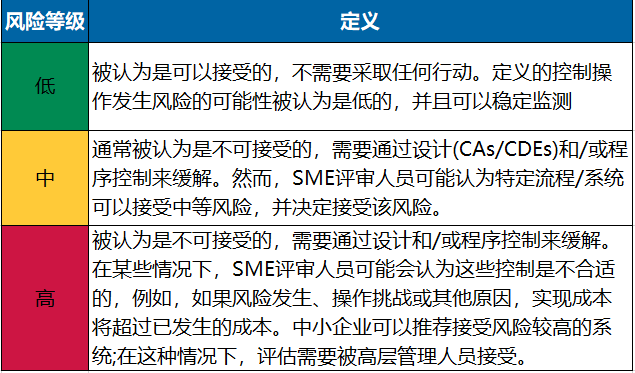 风险等级 定义
低
被认为是可以接受的，不需要采取任何行动。定义的控制操
作发生风险的可能性被认为是低的，并且可以稳定监测
中
通常被认为是不可接受的，需要通过设计(CAs/CDEs)和/或程
序控制来缓解。然而，SME评审人员可能认为特定流程/系统
可以接受中等风险，并决定接受该风险。
高
被认为是不可接受的，需要通过设计和/或程序控制来缓解。
在某些情况下，SME评审人员可能会认为这些控制是不合适
的，例如，如果风险发生、操作挑战或其他原因，实现成本
将超过已发生的成本。中小企业可以推荐接受风险较高的系
统;在这种情况下，评估需要被高层管理人员接受。